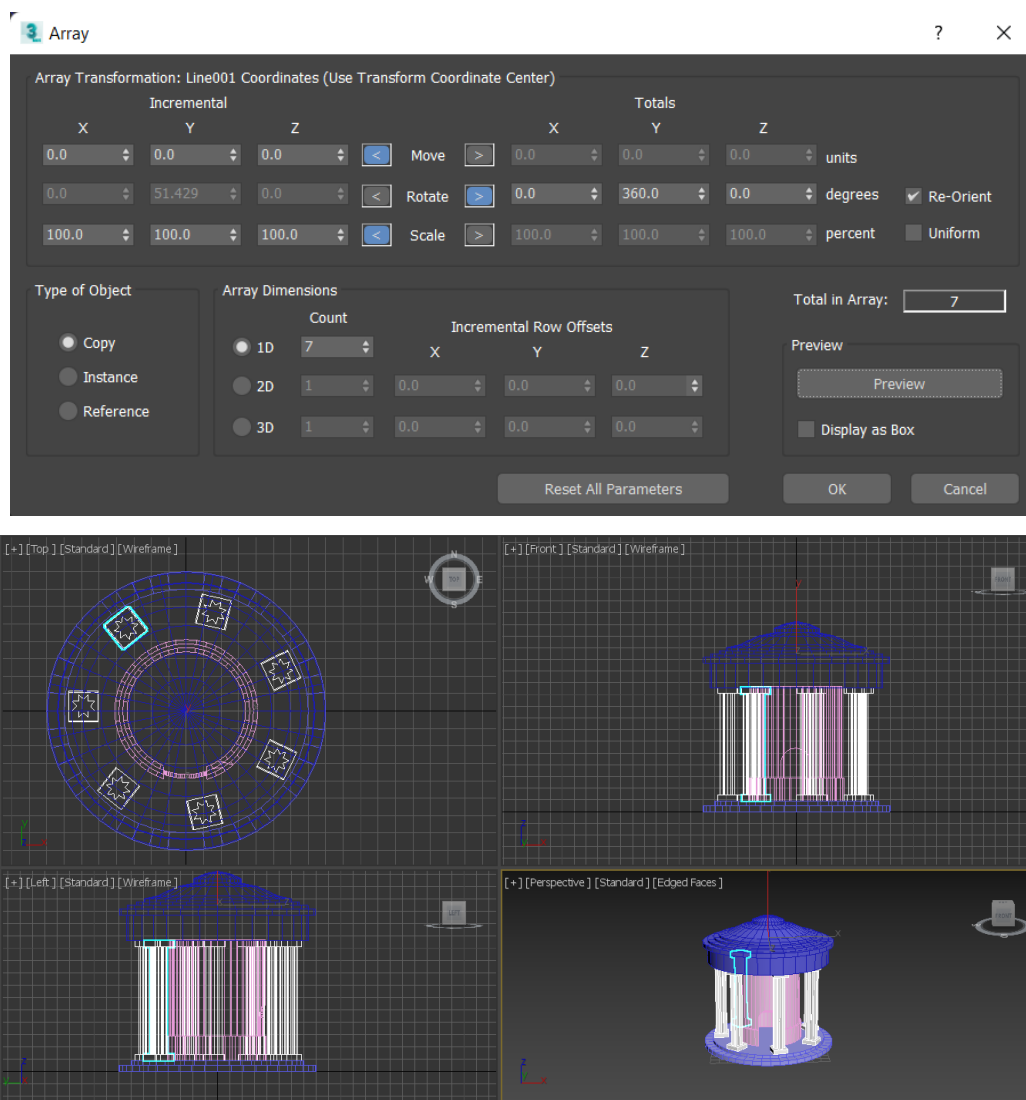 3 Array ? ×
Array Transformation: Line001 Coordinates (Use Transform Coordinate Center)
Incremental Totals
X Y Z X Y Z
0.0 0.0 0.0 < Move > 0.0 0.0 0.0 units
0.0 51.429 0.0 < Rotate > 0.0 360.0 0.0 degrees Re-Orient
100.0 100.0 100.0 < Scale > 100.0 100.0 100.0 percent Uniform
Type of Object
Copy
Instance
Reference
Array Dimensions
Count
Incremental Row Offsets
1D 7 X Y Z
2D 1 0.0 0.0 0.0
3D 1 0.0 0.0 0.0
Total in Array: 7
Preview
Preview
Display as Box
Reset All Parameters OK Cancel
[+] [Top ] [Standard ] [Wireframe ]
N
W TOP E
S
y
z
[+] [Front ] [Standard ] [Wireframe ]
FRONT
y
z
[+] [Left ] [Standard ] [Wireframe ]
LEFT
z
y
[+] [Perspective ] [Standard ] [Edged Faces ]
FRONT
x
z